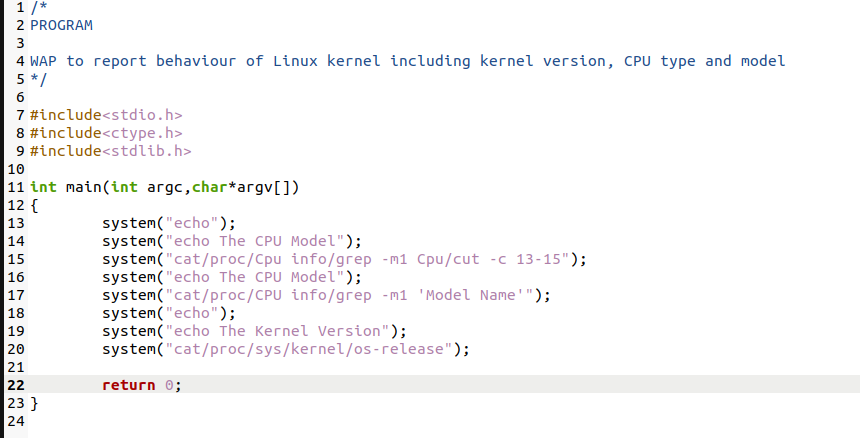 1 /*
2 PROGRAM
3
4 WAP to report behaviour of Linux kernel including kernel version, CPU type and model
5 */
6
7 #include<stdio.h>
8 #include<ctype.h>
9 #include<stdlib.h>
10
11 int main(int argc,char*argv[])
12 {
13         system("echo");
14         system("echo The CPU Model");
15         system("cat/proc/Cpu info/grep -m1 Cpu/cut -c 13-15");
16         system("echo The CPU Model");
17         system("cat/proc/CPU info/grep -m1 'Model Name'");
18         system("echo");
19         system("echo The Kernel Version");
20         system("cat/proc/sys/kernel/os-release");
21
22         return 0;
23 }
24